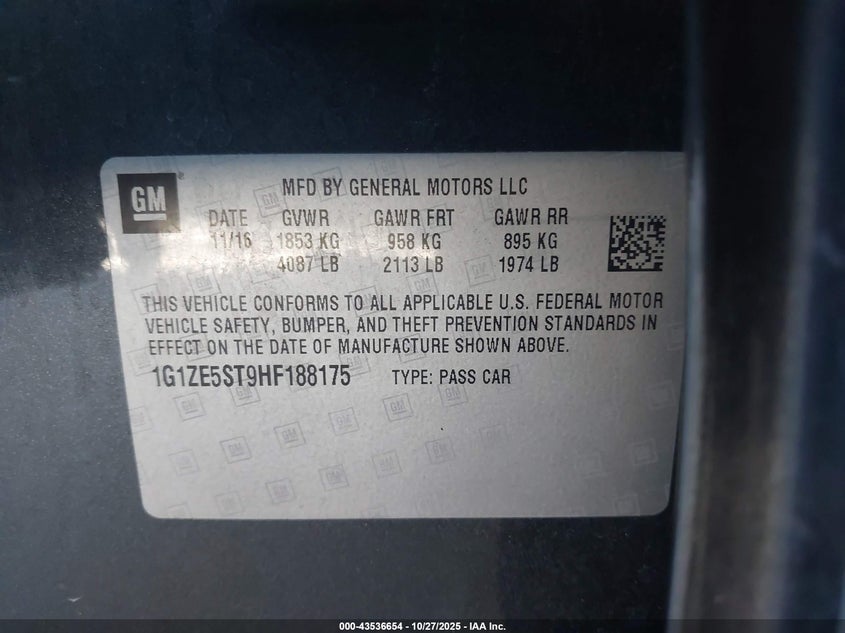 GM
MFD BY GENERAL MOTORS LLC
DATE GVWR GAWR FRT GAWR RR
11/16 1853 KG 958 KG 895 KG
4087 LB 2113 LB 1974 LB
THIS VEHICLE CONFORMS TO ALL APPLICABLE U.S. FEDERAL MOTOR
VEHICLE SAFETY, BUMPER, AND THEFT PREVENTION STANDARDS IN
EFFECT ON THE DATE OF MANUFACTURE SHOWN ABOVE.
1G1ZE5ST9HF188175 TYPE: PASS CAR
000-43536654 / 10/27/2025 - IAA Inc.